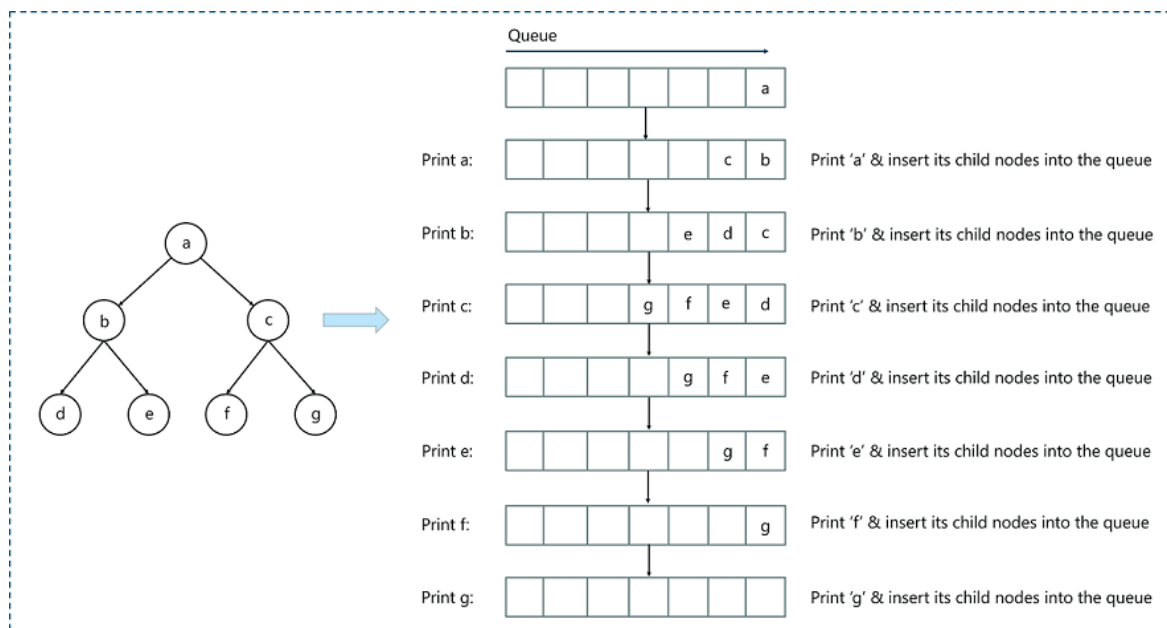 Queue
a
Print a: c b Print 'a' & insert its child nodes into the queue
Print b: e d c Print 'b' & insert its child nodes into the queue
a
b c
d e f g
Print c: g f e d Print 'c' & insert its child nodes into the queue
Print d: g f e Print 'd' & insert its child nodes into the queue
Print e: g f Print 'e' & insert its child nodes into the queue
Print f: g Print 'f' & insert its child nodes into the queue
Print g: Print 'g' & insert its child nodes into the queue